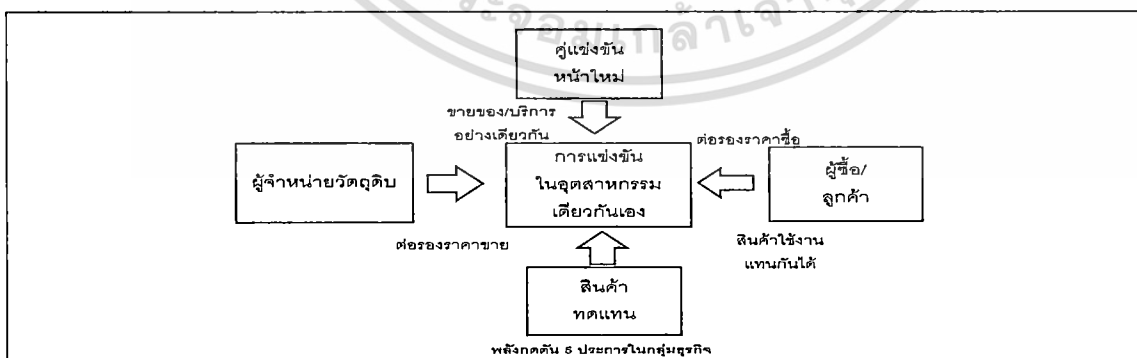 คู่แข่งขัน
หน้าใหม่
ขายของ/บริการ
อย่างเดียวกัน
ต่อรองราคาซื้อ
ผู้จำหน่ายวัตถุดิบ
การแข่งขัน
ในอุตสาหกรรม
เดียวกันเอง
ผู้ซื้อ/
ลูกค้า
ต่อรองราคาขาย
สินค้าใช้งาน
แทนกันได้
สินค้า
ทดแทน
พลังกดดัน 5 ประการในกลุ่มธุรกิจ